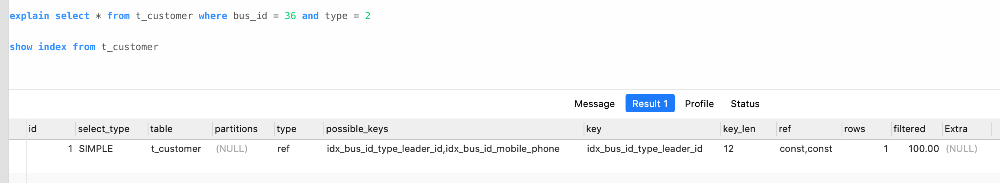 explain select * from t_customer where bus_id = 36 and type = 2
show index from t_customer
Message Result 1 Profile Status
id select_type table partitions type possible_keys key key_len ref rows filtered Extra
1 SIMPLE t_customer (NULL) ref idx_bus_id_type_leader_id,idx_bus_id_mobile_phone idx_bus_id_type_leader_id 12 const,const 1 100.00 (NULL)